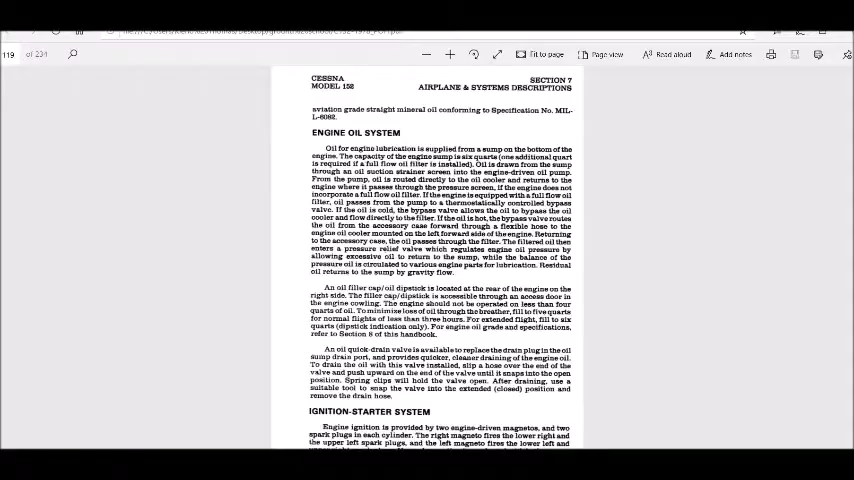 119 of 234
Fit to page
Page view
Read aloud
Add notes
CESSNA
MODEL 152
SECTION 7
AIRPLANE & SYSTEMS DESCRIPTIONS
aviation grade straight mineral oil conforming to Specification No. MIL-
L-6082.
ENGINE OIL SYSTEM
Oil for engine lubrication is supplied from a sump on the bottom of the
engine. The capacity of the engine sump is six quarts (one additional quart
is required if a full flow oil filter is installed). Oil is drawn from the sump
through an oil suction strainer screen into the engine-driven oil pump.
From the pump, oil is routed directly to the oil cooler and returns to the
engine where it passes through the pressure screen, if the engine does not
incorporate a full flow oil filter. If the engine is equipped with a full flow oil
filter, oil passes from the pump to a thermostatically controlled bypass
valve. If the oil is cold, the bypass valve allows the oil to bypass the oil
cooler and flow directly to the filter. If the oil is hot, the bypass valve routes
the oil from the accessory case forward through a flexible hose to the
engine oil cooler mounted on the left forward side of the engine. Returning
to the accessory case, the oil passes through the filter. The filtered oil then
enters a pressure relief valve which regulates engine oil pressure by
allowing excessive oil to return to the sump, while the balance of the
pressure oil is circulated to various engine parts for lubrication. Residual
oil returns to the sump by gravity flow.
An oil filler cap/oil dipstick is located at the rear of the engine on the
right side. The filler cap/dipstick is accessible through an access door in
the engine cowling. The engine should not be operated on less than four
quarts of oil. To minimize loss of oil through the breather, fill to five quarts
for normal flights of less than three hours. For extended flight, fill to six
quarts (dipstick indication only). For engine oil grade and specifications,
refer to Section 8 of this handbook.
An oil quick-drain valve is available to replace the drain plug in the oil
sump drain port, and provides quicker, cleaner draining of the engine oil.
To drain the oil with this valve installed, slip a hose over the end of the
valve and push upward on the end of the valve until it snaps into the open
position. Spring clips will hold the valve open. After draining, use a
suitable tool to snap the valve into the extended (closed) position and
remove the drain hose.
IGNITION-STARTER SYSTEM
Engine ignition is provided by two engine-driven magnetos, and two
spark plugs in each cylinder. The right magneto fires the lower right and
the upper left spark plugs, and the left magneto fires the lower left and